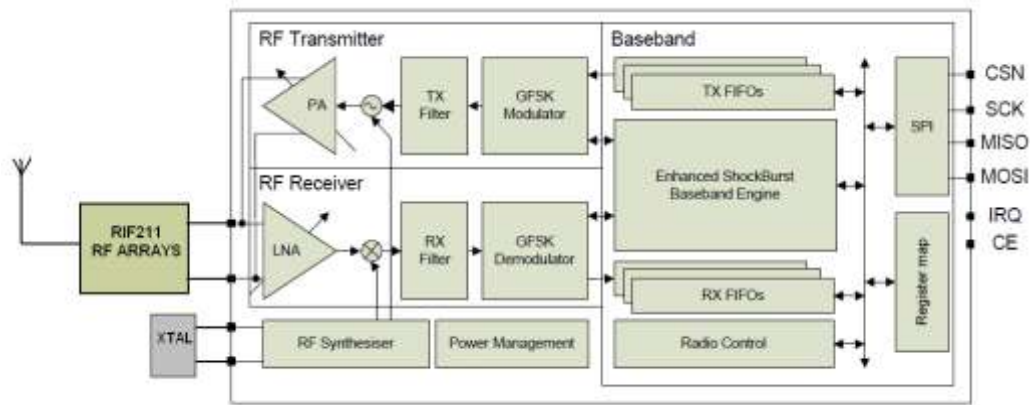 RF Transmitter
Baseband
PA
TX
Filter
GFSK
Modulator
TX FIFOs
SPI
CSN
SCK
MISO
MOSI
Enhanced ShockBurst
Baseband Engine
RF Receiver
RIF211
RF ARRAYS
LNA
RX
Filter
GFSK
Demodulator
RX FIFOs
Register map
IRQ
CE
XTAL
RF Synthesiser
Power Management
Radio Control